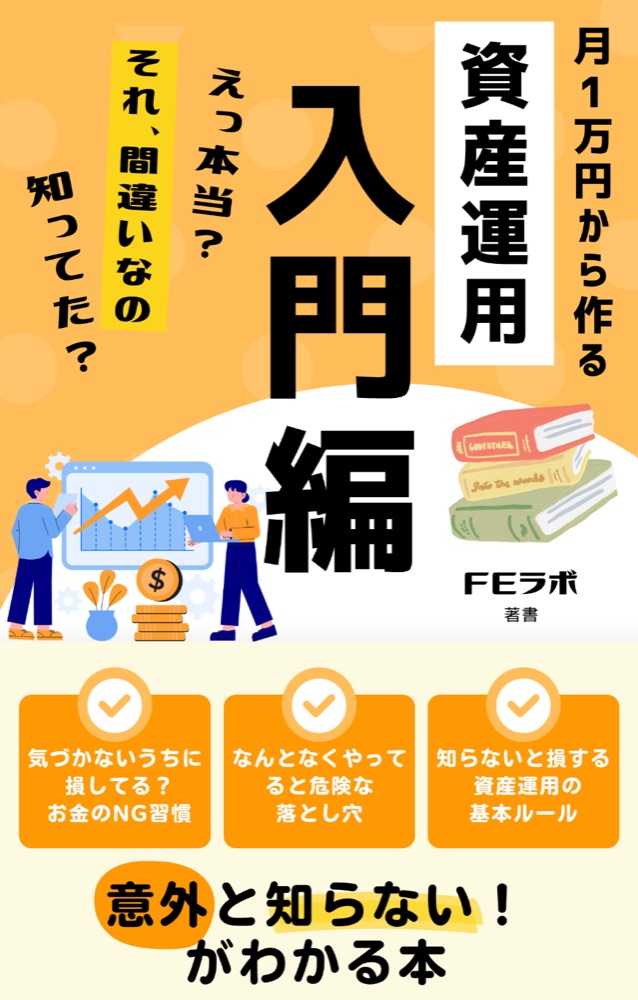 月1万円から作る
資産運用
入門編
えっ本当?
それ、間違いなの
知ってた?
GODFATHER
Into the woods
$
FEラボ
著書
気づかないうちに
損してる?
お金のNG習慣
なんとなくやって
ると危険な
落とし穴
知らないと損する
資産運用の
基本ルール
意外と知らない!
がわかる本